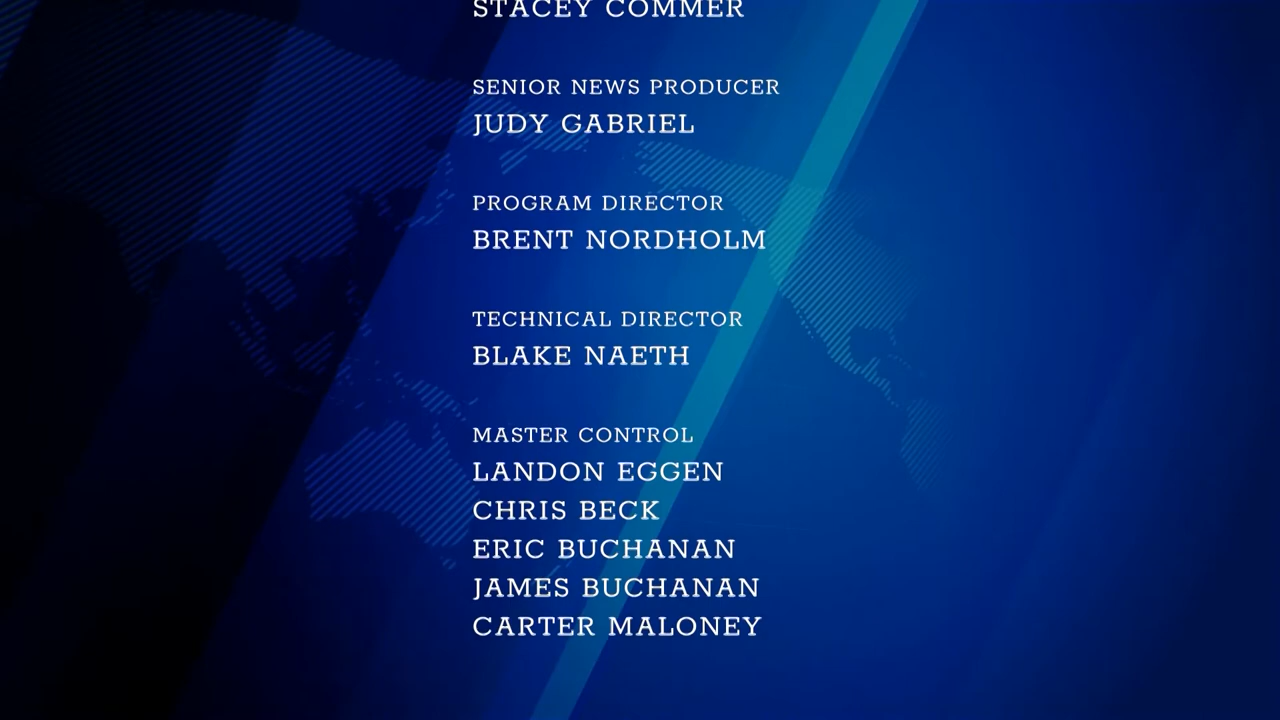 STACEY COMMER
SENIOR NEWS PRODUCER
JUDY GABRIEL
PROGRAM DIRECTOR
BRENT NORDHOLM
TECHNICAL DIRECTOR
BLAKE NAETH
MASTER CONTROL
LANDON EGGEN
CHRIS BECK
ERIC BUCHANAN
JAMES BUCHANAN
CARTER MALONEY